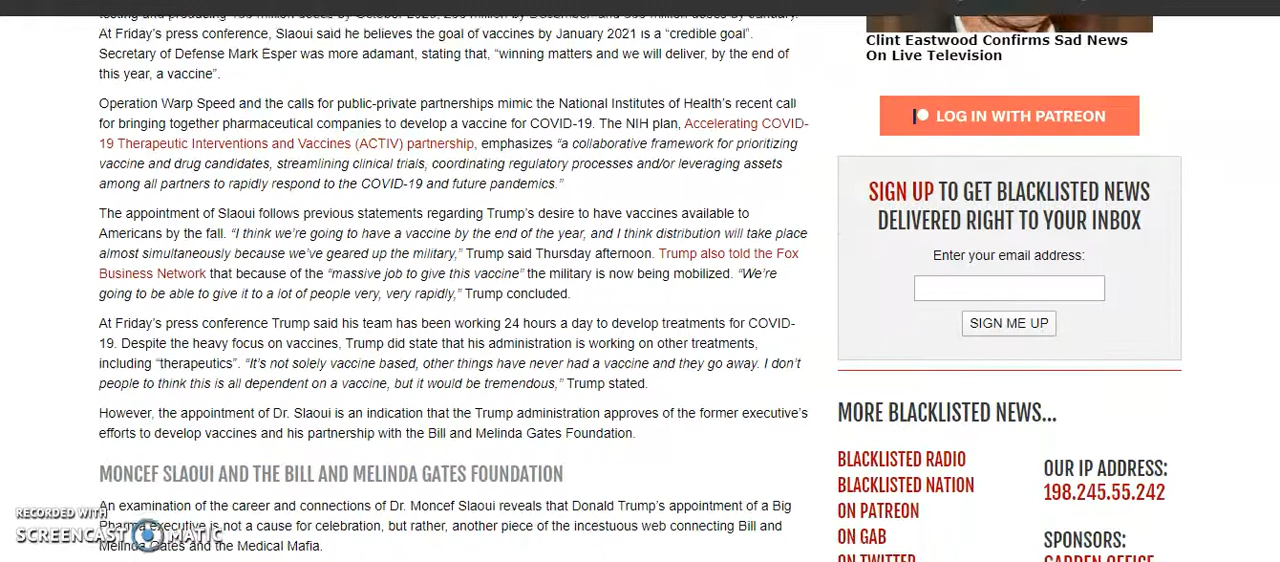 At Friday’s press conference, Slaoui said he believes the goal of vaccines by January 2021 is a “credible goal”.
Secretary of Defense Mark Esper was more adamant, stating that, “winning matters and we will deliver, by the end of
this year, a vaccine”.
Operation Warp Speed and the calls for public-private partnerships mimic the National Institutes of Health’s recent call
for bringing together pharmaceutical companies to develop a vaccine for COVID-19. The NIH plan, Accelerating COVID-
19 Therapeutic Interventions and Vaccines (ACTIV) partnership, emphasizes “a collaborative framework for prioritizing
vaccine and drug candidates, streamlining clinical trials, coordinating regulatory processes and/or leveraging assets
among all partners to rapidly respond to the COVID-19 and future pandemics.”
The appointment of Slaoui follows previous statements regarding Trump’s desire to have vaccines available to
Americans by the fall. “I think we’re going to have a vaccine by the end of the year, and I think distribution will take place
almost simultaneously because we’ve geared up the military,” Trump said Thursday afternoon. Trump also told the Fox
Business Network that because of the “massive job to give this vaccine” the military is now being mobilized. “We’re
going to be able to give it to a lot of people very, very rapidly,” Trump concluded.
At Friday’s press conference Trump said his team has been working 24 hours a day to develop treatments for COVID-
19. Despite the heavy focus on vaccines, Trump did state that his administration is working on other treatments,
including “therapeutics”. “It’s not solely vaccine based, other things have never had a vaccine and they go away. I don’t
people to think this is all dependent on a vaccine, but it would be tremendous,” Trump stated.
However, the appointment of Dr. Slaoui is an indication that the Trump administration approves of the former executive’s
efforts to develop vaccines and his partnership with the Bill and Melinda Gates Foundation.
MONCEF SLAOUI AND THE BILL AND MELINDA GATES FOUNDATION
An examination of the career and connections of Dr. Moncef Slaoui reveals that Donald Trump’s appointment of a Big
Pharma executive is not a cause for celebration, but rather, another piece of the incestuous web connecting Bill and
Melinda Gates and the Medical Mafia.
RECORDED WITH
SCREENCAST MATIC
Clint Eastwood Confirms Sad News
On Live Television
LOG IN WITH PATREON
SIGN UP TO GET BLACKLISTED NEWS
DELIVERED RIGHT TO YOUR INBOX
Enter your email address:
SIGN ME UP
MORE BLACKLISTED NEWS...
BLACKLISTED RADIO
BLACKLISTED NATION
ON PATREON
ON GAB
ON TWITTER
OUR IP ADDRESS:
198.245.55.242
SPONSORS:
GARDEN OFFICE